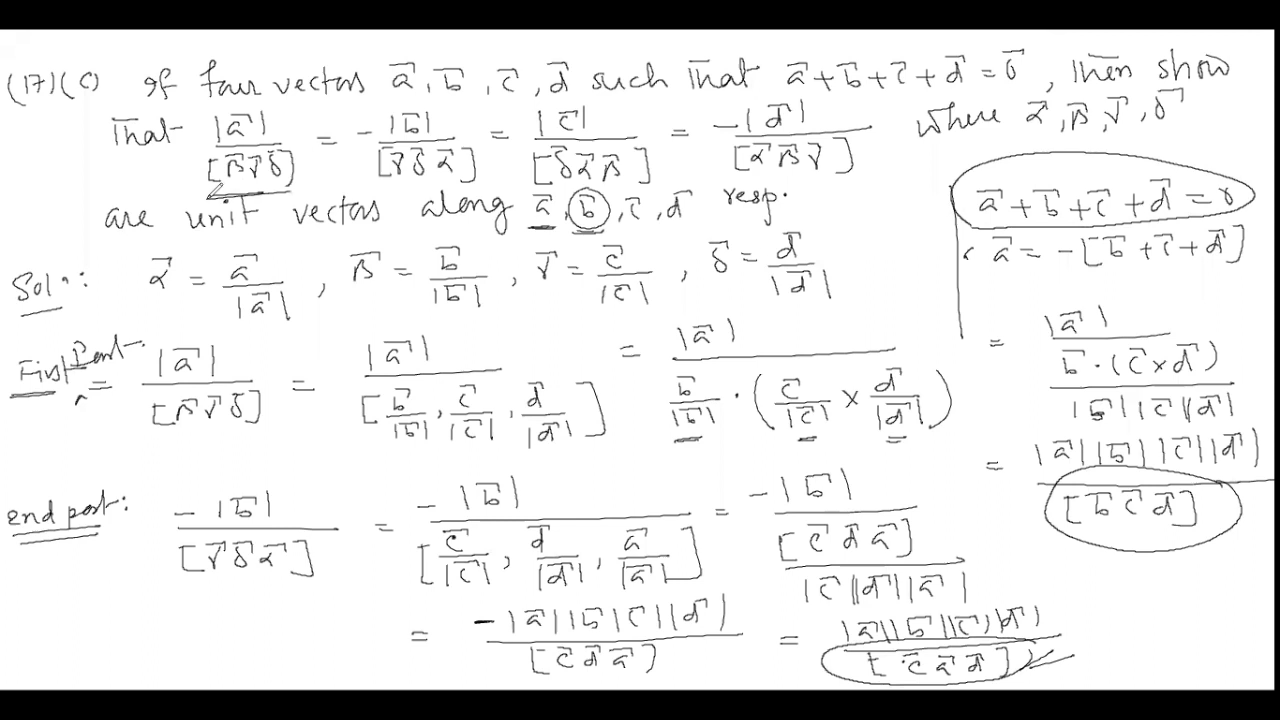 (17)(C) If four vectors a⃗, b⃗, c⃗, d⃗ such that a⃗ + b⃗ + c⃗ + d⃗ = 0⃗, then show
that |a⃗|/[β⃗ γ⃗ δ⃗] = -|b⃗|/[γ⃗ δ⃗ α⃗] = |c⃗|/[δ⃗ α⃗ β⃗] = -|d⃗|/[α⃗ β⃗ γ⃗] where α⃗, β⃗, γ⃗, δ⃗
are unit vectors along a⃗, b⃗, c⃗, d⃗ resp.
a⃗ + b⃗ + c⃗ + d⃗ = 0
a⃗ = -[b⃗ + c⃗ + d⃗]
Soln: α⃗ = a⃗/|a⃗|, β⃗ = b⃗/|b⃗|, γ⃗ = c⃗/|c⃗|, δ⃗ = d⃗/|d⃗|
First Part = |a⃗|/[β⃗ γ⃗ δ⃗] = |a⃗|/[b⃗/|b⃗|, c⃗/|c⃗|, d⃗/|d⃗|] = |a⃗|/(b⃗/|b⃗| · (c⃗/|c⃗| × d⃗/|d⃗|)) = |a⃗|/(b⃗ · (c⃗ × d⃗)/|b⃗||c⃗||d⃗|)
= |a⃗||b⃗||c⃗||d⃗|/[b⃗ c⃗ d⃗]
2nd part: -|b⃗|/[γ⃗ δ⃗ α⃗] = -|b⃗|/[c⃗/|c⃗|, d⃗/|d⃗|, a⃗/|a⃗|] = -|b⃗|/([c⃗ d⃗ a⃗]/|c⃗||d⃗||a⃗|)
= -|a⃗||b⃗||c⃗||d⃗|/[c⃗ d⃗ a⃗] = |a⃗||b⃗||c⃗||d⃗|/[c⃗ a⃗ d⃗]